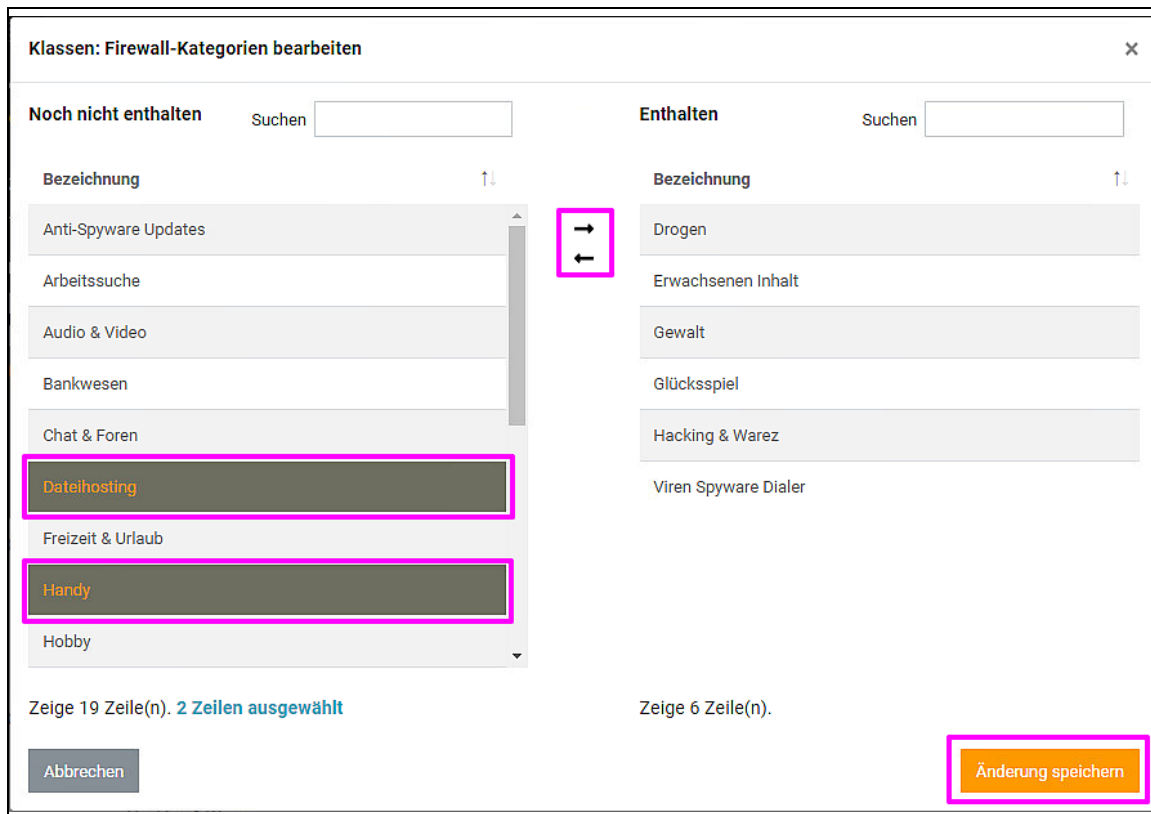 Klassen: Firewall-Kategorien bearbeiten
×
Noch nicht enthalten
Suchen
Bezeichnung
Anti-Spyware Updates
Arbeitssuche
Audio & Video
Bankwesen
Chat & Foren
Dateihosting
Freizeit & Urlaub
Handy
Hobby
Zeige 19 Zeile(n). 2 Zeilen ausgewählt
Enthalten
Suchen
Bezeichnung
Drogen
Erwachsenen Inhalt
Gewalt
Glücksspiel
Hacking & Warez
Viren Spyware Dialer
Zeige 6 Zeile(n).
Abbrechen
Änderung speichern